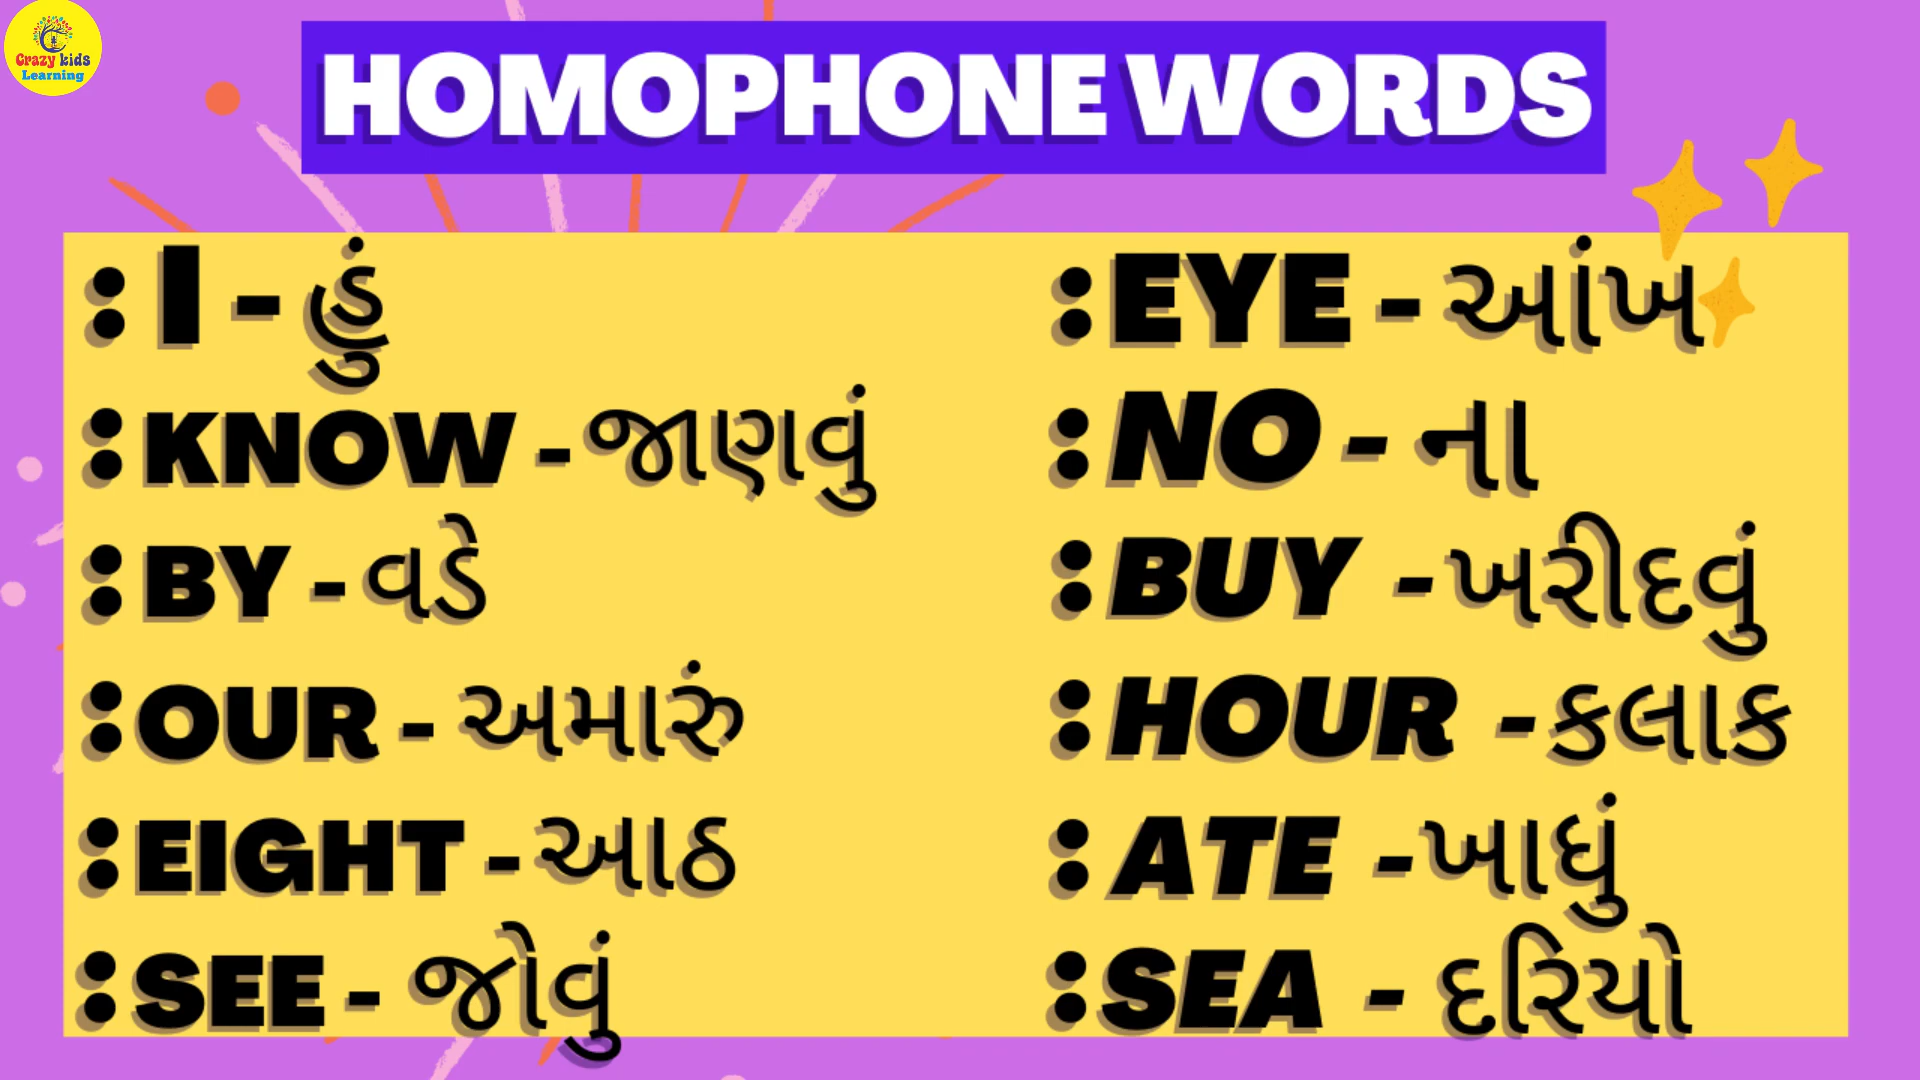 Crazy kids
Learning
HOMOPHONE WORDS
: I - હું
: EYE - આંખ
: KNOW - જાણવું
: NO - ના
: BY - વડે
: BUY - ખરીદવું
: OUR - અમારું
: HOUR - કલાક
: EIGHT - આઠ
: ATE - ખાધું
: SEE - જોવું
: SEA - દરિયો